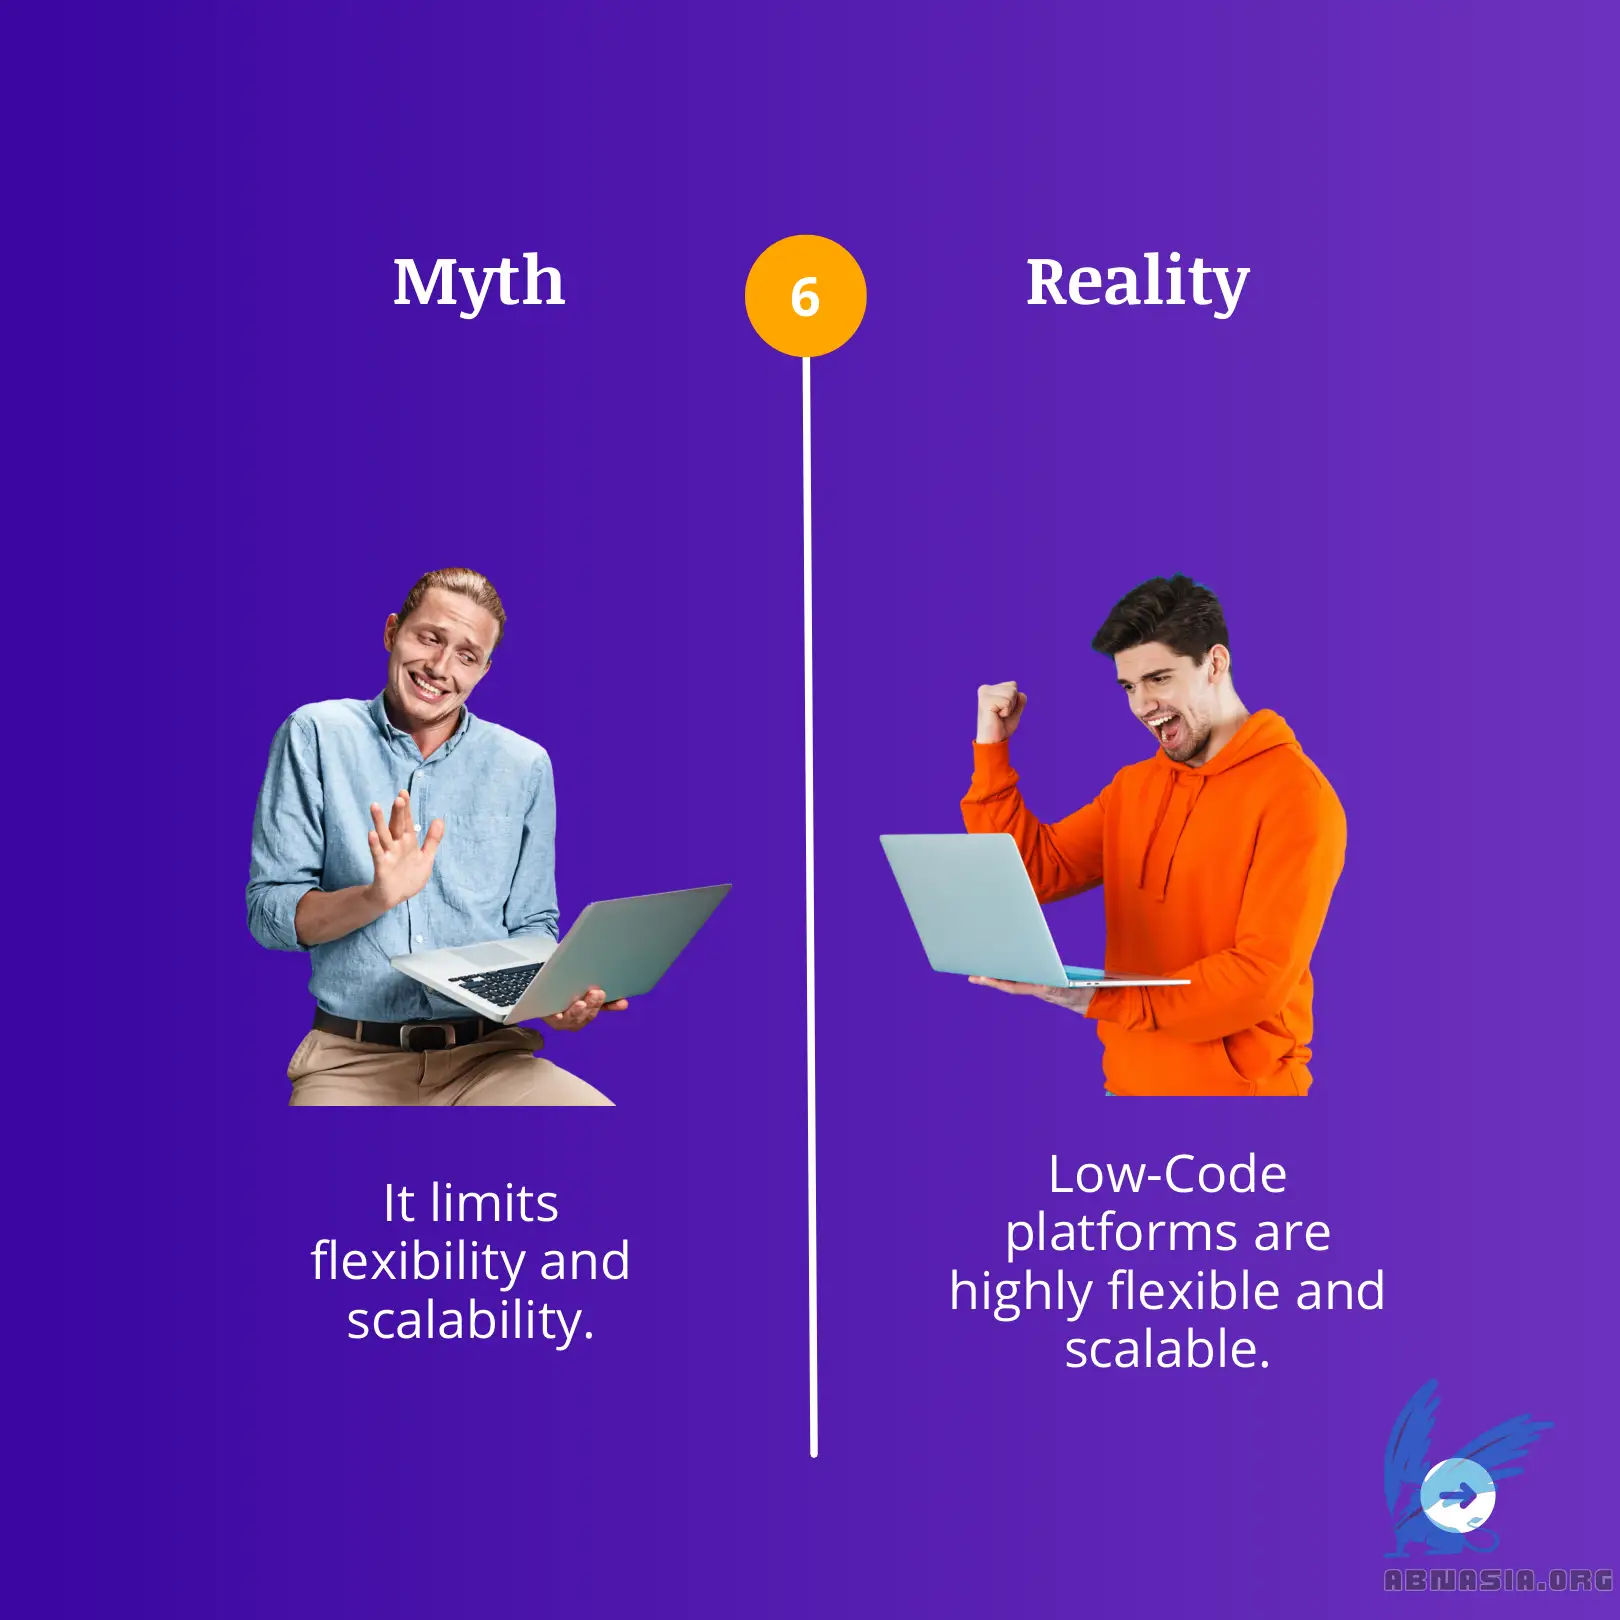 Myth
6
Reality
It limits
flexibility and
scalability.
Low-Code
platforms are
highly flexible and
scalable.
ABNASIA.ORG